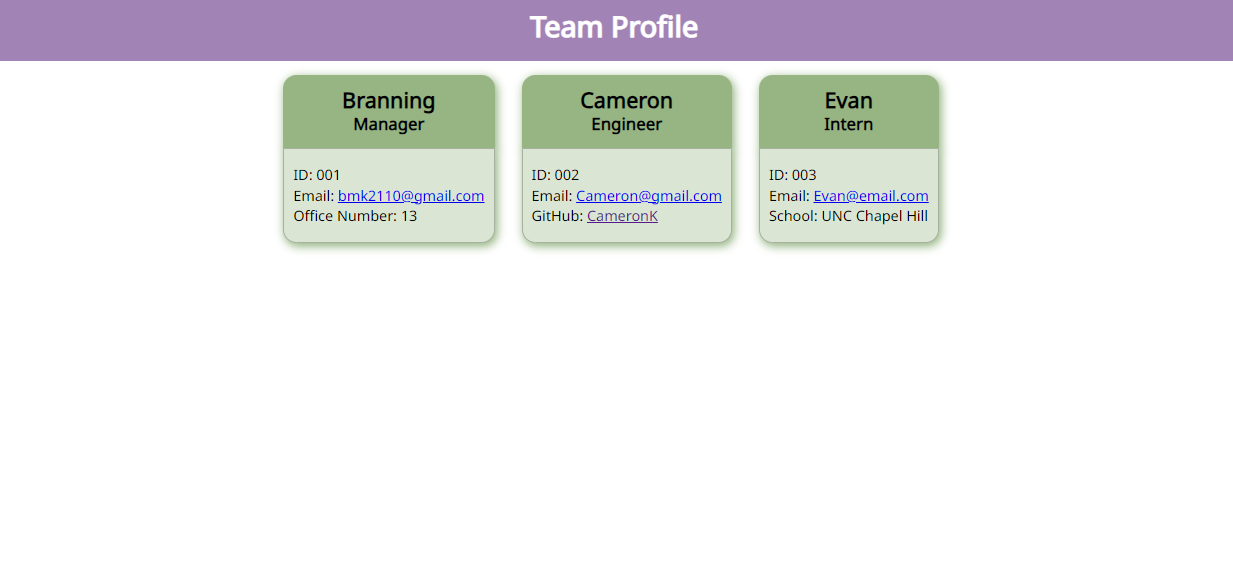 Team Profile
Branning
Manager
ID: 001
Email: bmk2110@gmail.com
Office Number: 13
Cameron
Engineer
ID: 002
Email: Cameron@gmail.com
GitHub: CameronK
Evan
Intern
ID: 003
Email: Evan@email.com
School: UNC Chapel Hill